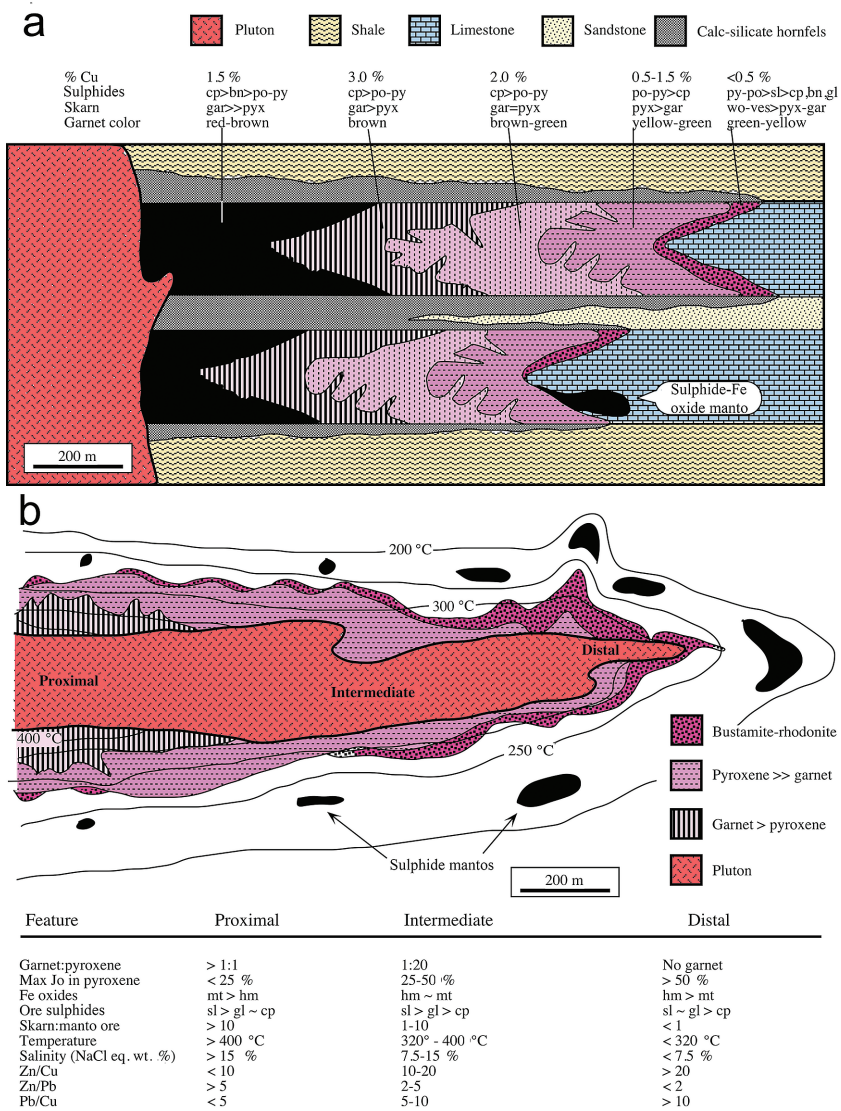 a
Pluton Shale Limestone Sandstone Calc-silicate hornfels
% Cu 1.5 % 3.0 % 2.0 % 0.5-1.5 % <0.5 %
Sulphides cp>bn>po-py cp>po-py cp>po-py po-py>cp py-po>sl>cp,bn,gl
Skarn gar>>pyx gar>pyx gar=pyx pyx>gar wo-ves>pyx-gar
Garnet color red-brown brown brown-green yellow-green green-yellow
Sulphide-Fe
oxide manto
200 m
b
200 °C
300 °C
Distal
Proximal
Intermediate
400 °C
250 °C
Bustamite-rhodonite
Pyroxene >> garnet
Garnet > pyroxene
Sulphide mantos
Pluton
200 m
Feature Proximal Intermediate Distal
Garnet:pyroxene > 1:1 1:20 No garnet
Max Jo in pyroxene < 25 % 25-50 % > 50 %
Fe oxides mt > hm hm ~ mt hm > mt
Ore sulphides sl > gl ~ cp sl > gl > cp sl ~ gl > cp
Skarn:manto ore > 10 1-10 < 1
Temperature > 400 °C 320° - 400 °C < 320 °C
Salinity (NaCl eq. wt. %) > 15 % 7.5-15 % < 7.5 %
Zn/Cu < 10 10-20 > 20
Zn/Pb > 5 2-5 < 2
Pb/Cu < 5 5-10 > 10